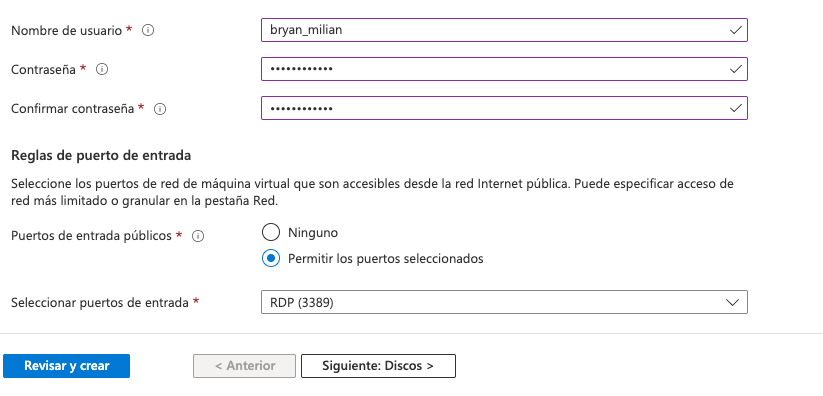 Nombre de usuario * bryan_milian
Contraseña * ••••••••••••
Confirmar contraseña * ••••••••••••
Reglas de puerto de entrada
Seleccione los puertos de red de máquina virtual que son accesibles desde la red Internet pública. Puede especificar acceso de
red más limitado o granular en la pestaña Red.
Puertos de entrada públicos * Ninguno
Permitir los puertos seleccionados
Seleccionar puertos de entrada * RDP (3389)
Revisar y crear < Anterior Siguiente: Discos >